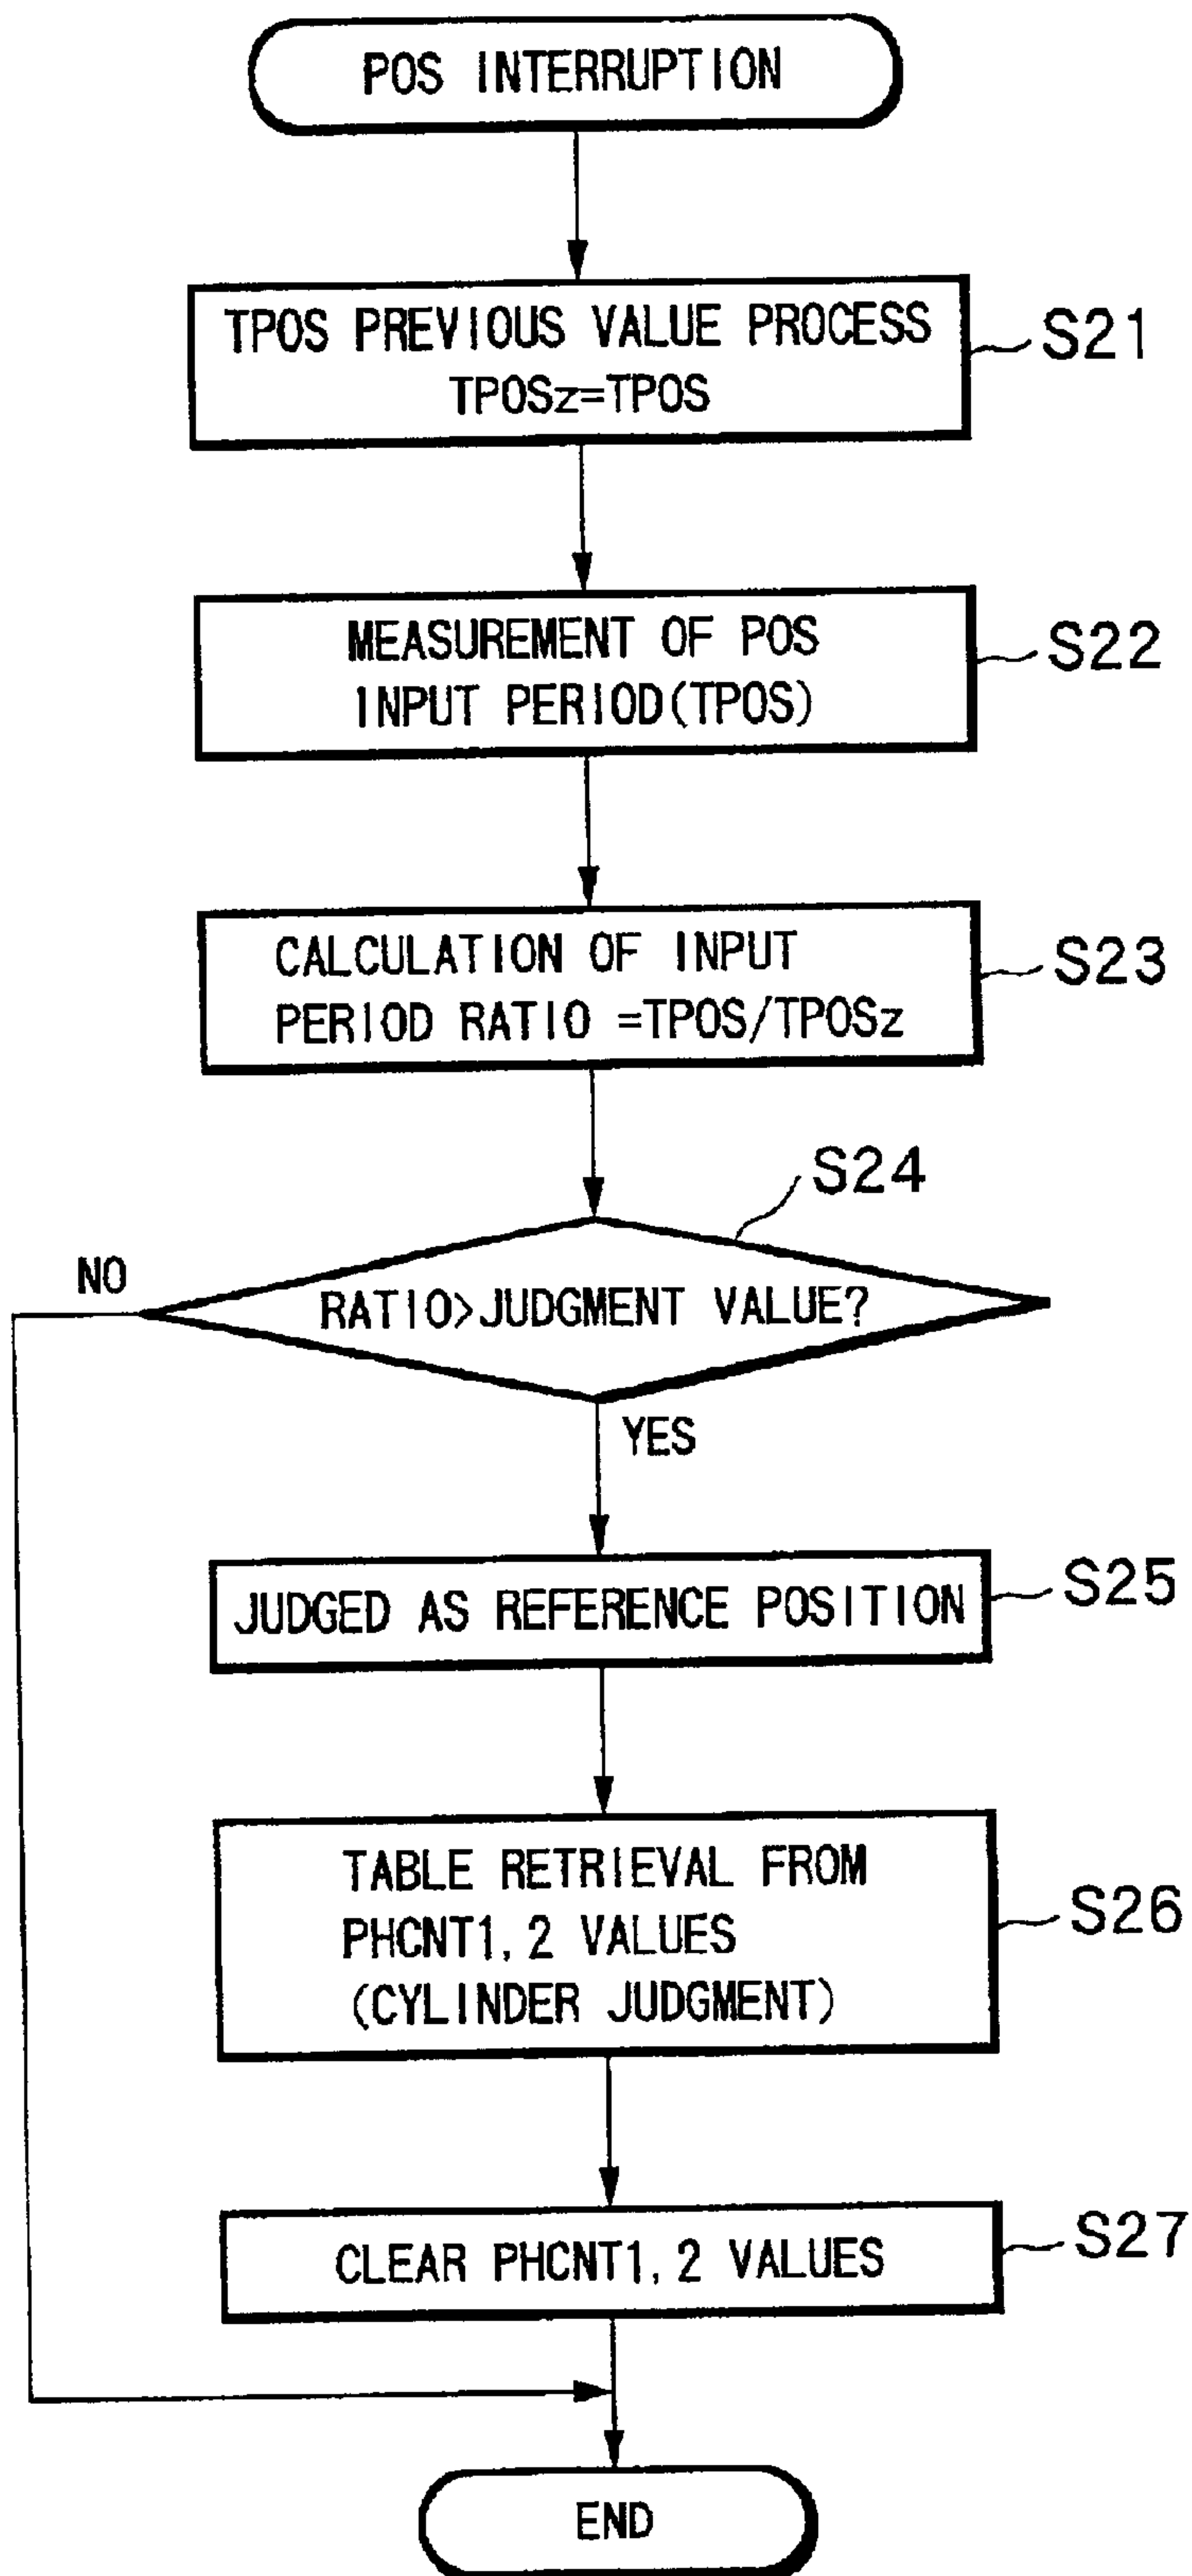 POS INTERRUPTION
TPOS PREVIOUS VALUE PROCESS
TPOSz=TPOS
S21
MEASUREMENT OF POS
INPUT PERIOD(TPOS)
S22
CALCULATION OF INPUT
PERIOD RATIO =TPOS/TPOSz
S23
S24
NO
RATIO>JUDGMENT VALUE?
YES
JUDGED AS REFERENCE POSITION
S25
TABLE RETRIEVAL FROM
PHCNT1, 2 VALUES
(CYLINDER JUDGMENT)
S26
CLEAR PHCNT1, 2 VALUES
S27
END